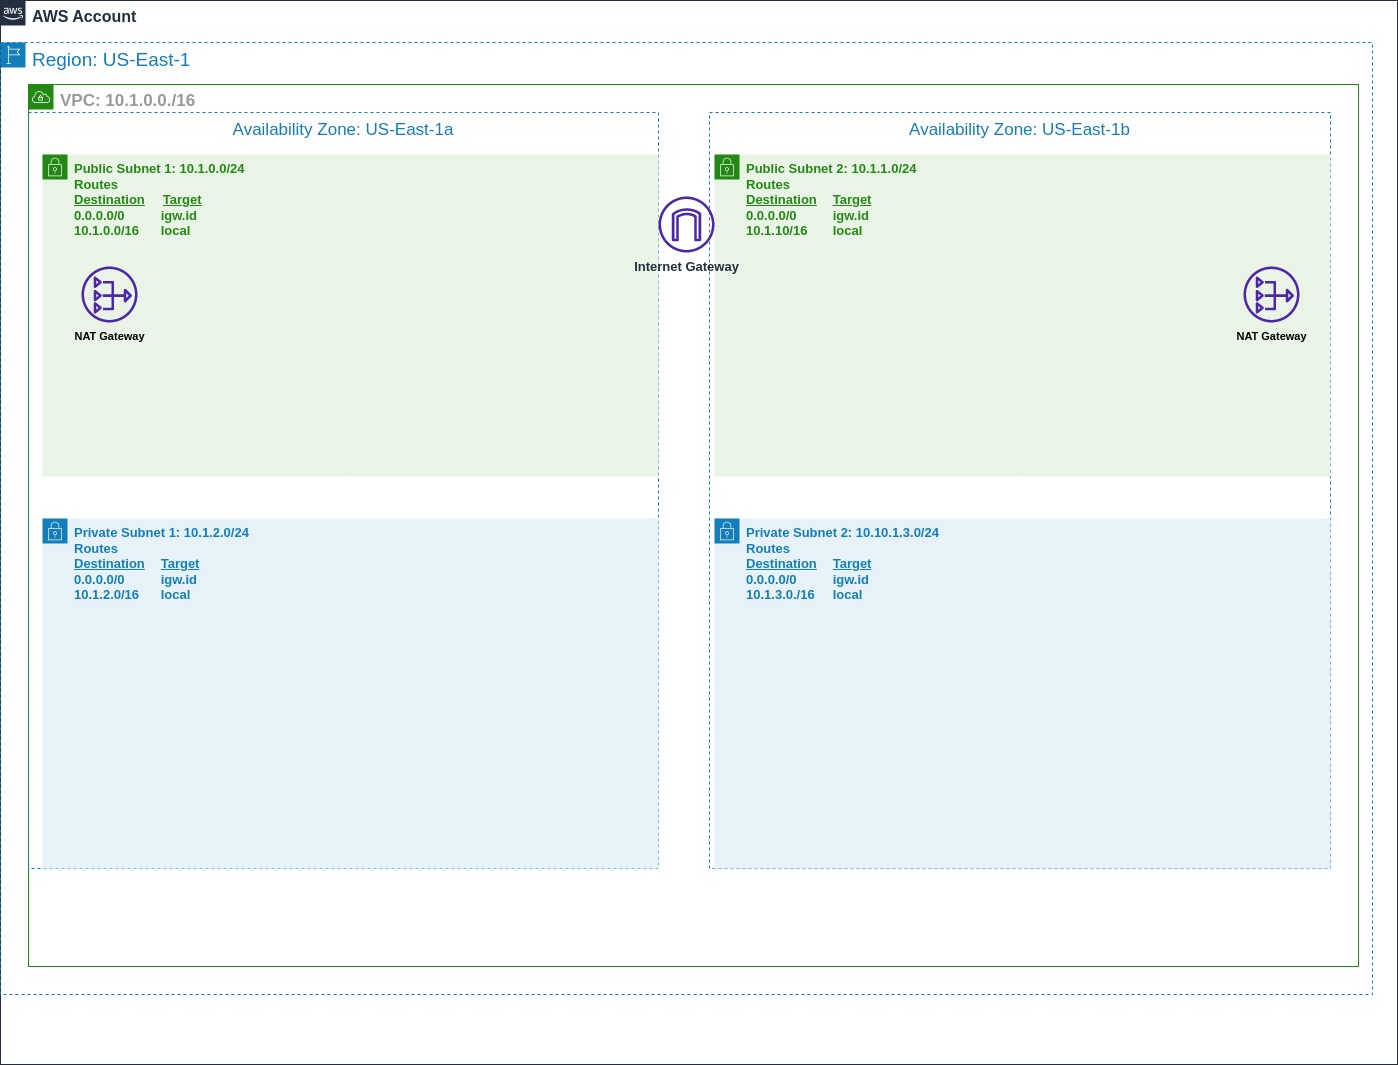 aws
AWS Account
Region: US-East-1
VPC: 10.1.0.0./16
Availability Zone: US-East-1a
Public Subnet 1: 10.1.0.0/24
Routes
Destination Target
0.0.0.0/0 igw.id
10.1.0.0/16 local
NAT Gateway
Internet Gateway
Availability Zone: US-East-1b
Public Subnet 2: 10.1.1.0/24
Routes
Destination Target
0.0.0.0/0 igw.id
10.1.10/16 local
NAT Gateway
Private Subnet 1: 10.1.2.0/24
Routes
Destination Target
0.0.0.0/0 igw.id
10.1.2.0/16 local
Private Subnet 2: 10.10.1.3.0/24
Routes
Destination Target
0.0.0.0/0 igw.id
10.1.3.0./16 local